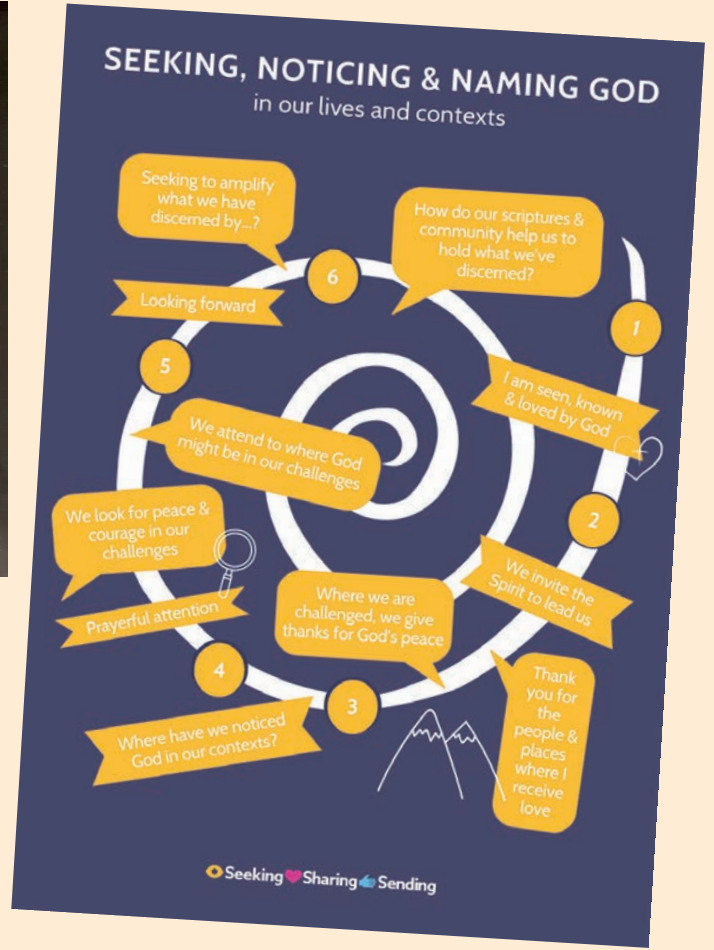 SEEKING, NOTICING & NAMING GOD
in our lives and contexts
Seeking to amplify
what we have
discerned by...?
How do our scriptures &
community help us to
hold what we've
discerned?
6
Looking forward
1
5
I am seen, known
& loved by God
We attend to where God
might be in our challenges
2
We look for peace &
courage in our
challenges
We invite the
Spirit to lead us
Where we are
challenged, we give
thanks for God's peace
Prayerful attention
4
3
Thank
you for
the
people &
places
where I
receive
love
Where have we noticed
God in our contexts?
Seeking Sharing Sending